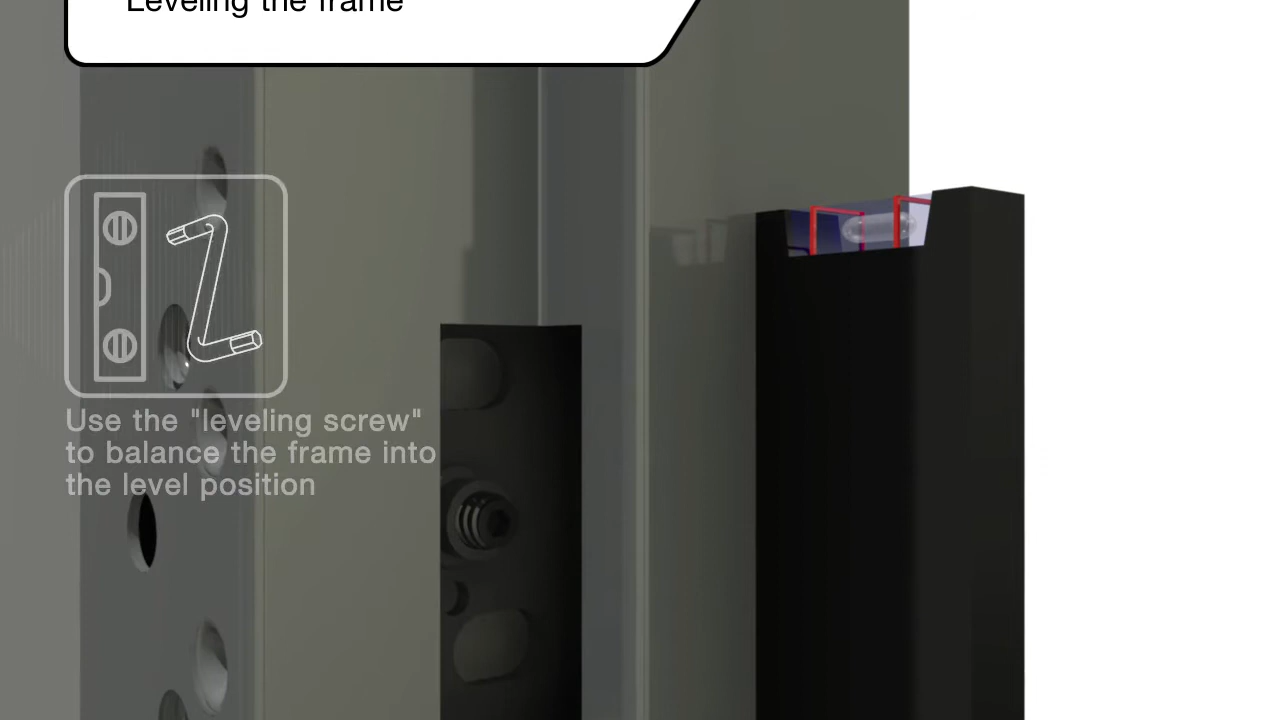 Leveling the frame
Use the "leveling screw"
to balance the frame into
the level position